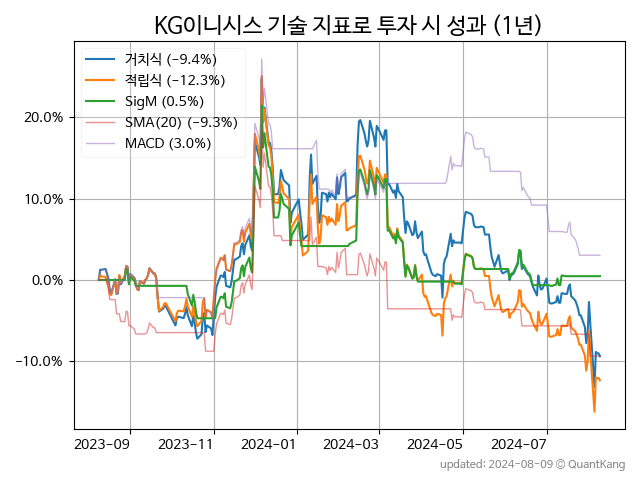 KG이니시스 기술 지표로 투자 시 성과 (1년)
거치식 (-9.4%)
적립식 (-12.3%)
SigM (0.5%)
SMA(20) (-9.3%)
MACD (3.0%)
20.0%
10.0%
0.0%
-10.0%
2023-09 2023-11 2024-01 2024-03 2024-05 2024-07
updated: 2024-08-09 © QuantKang